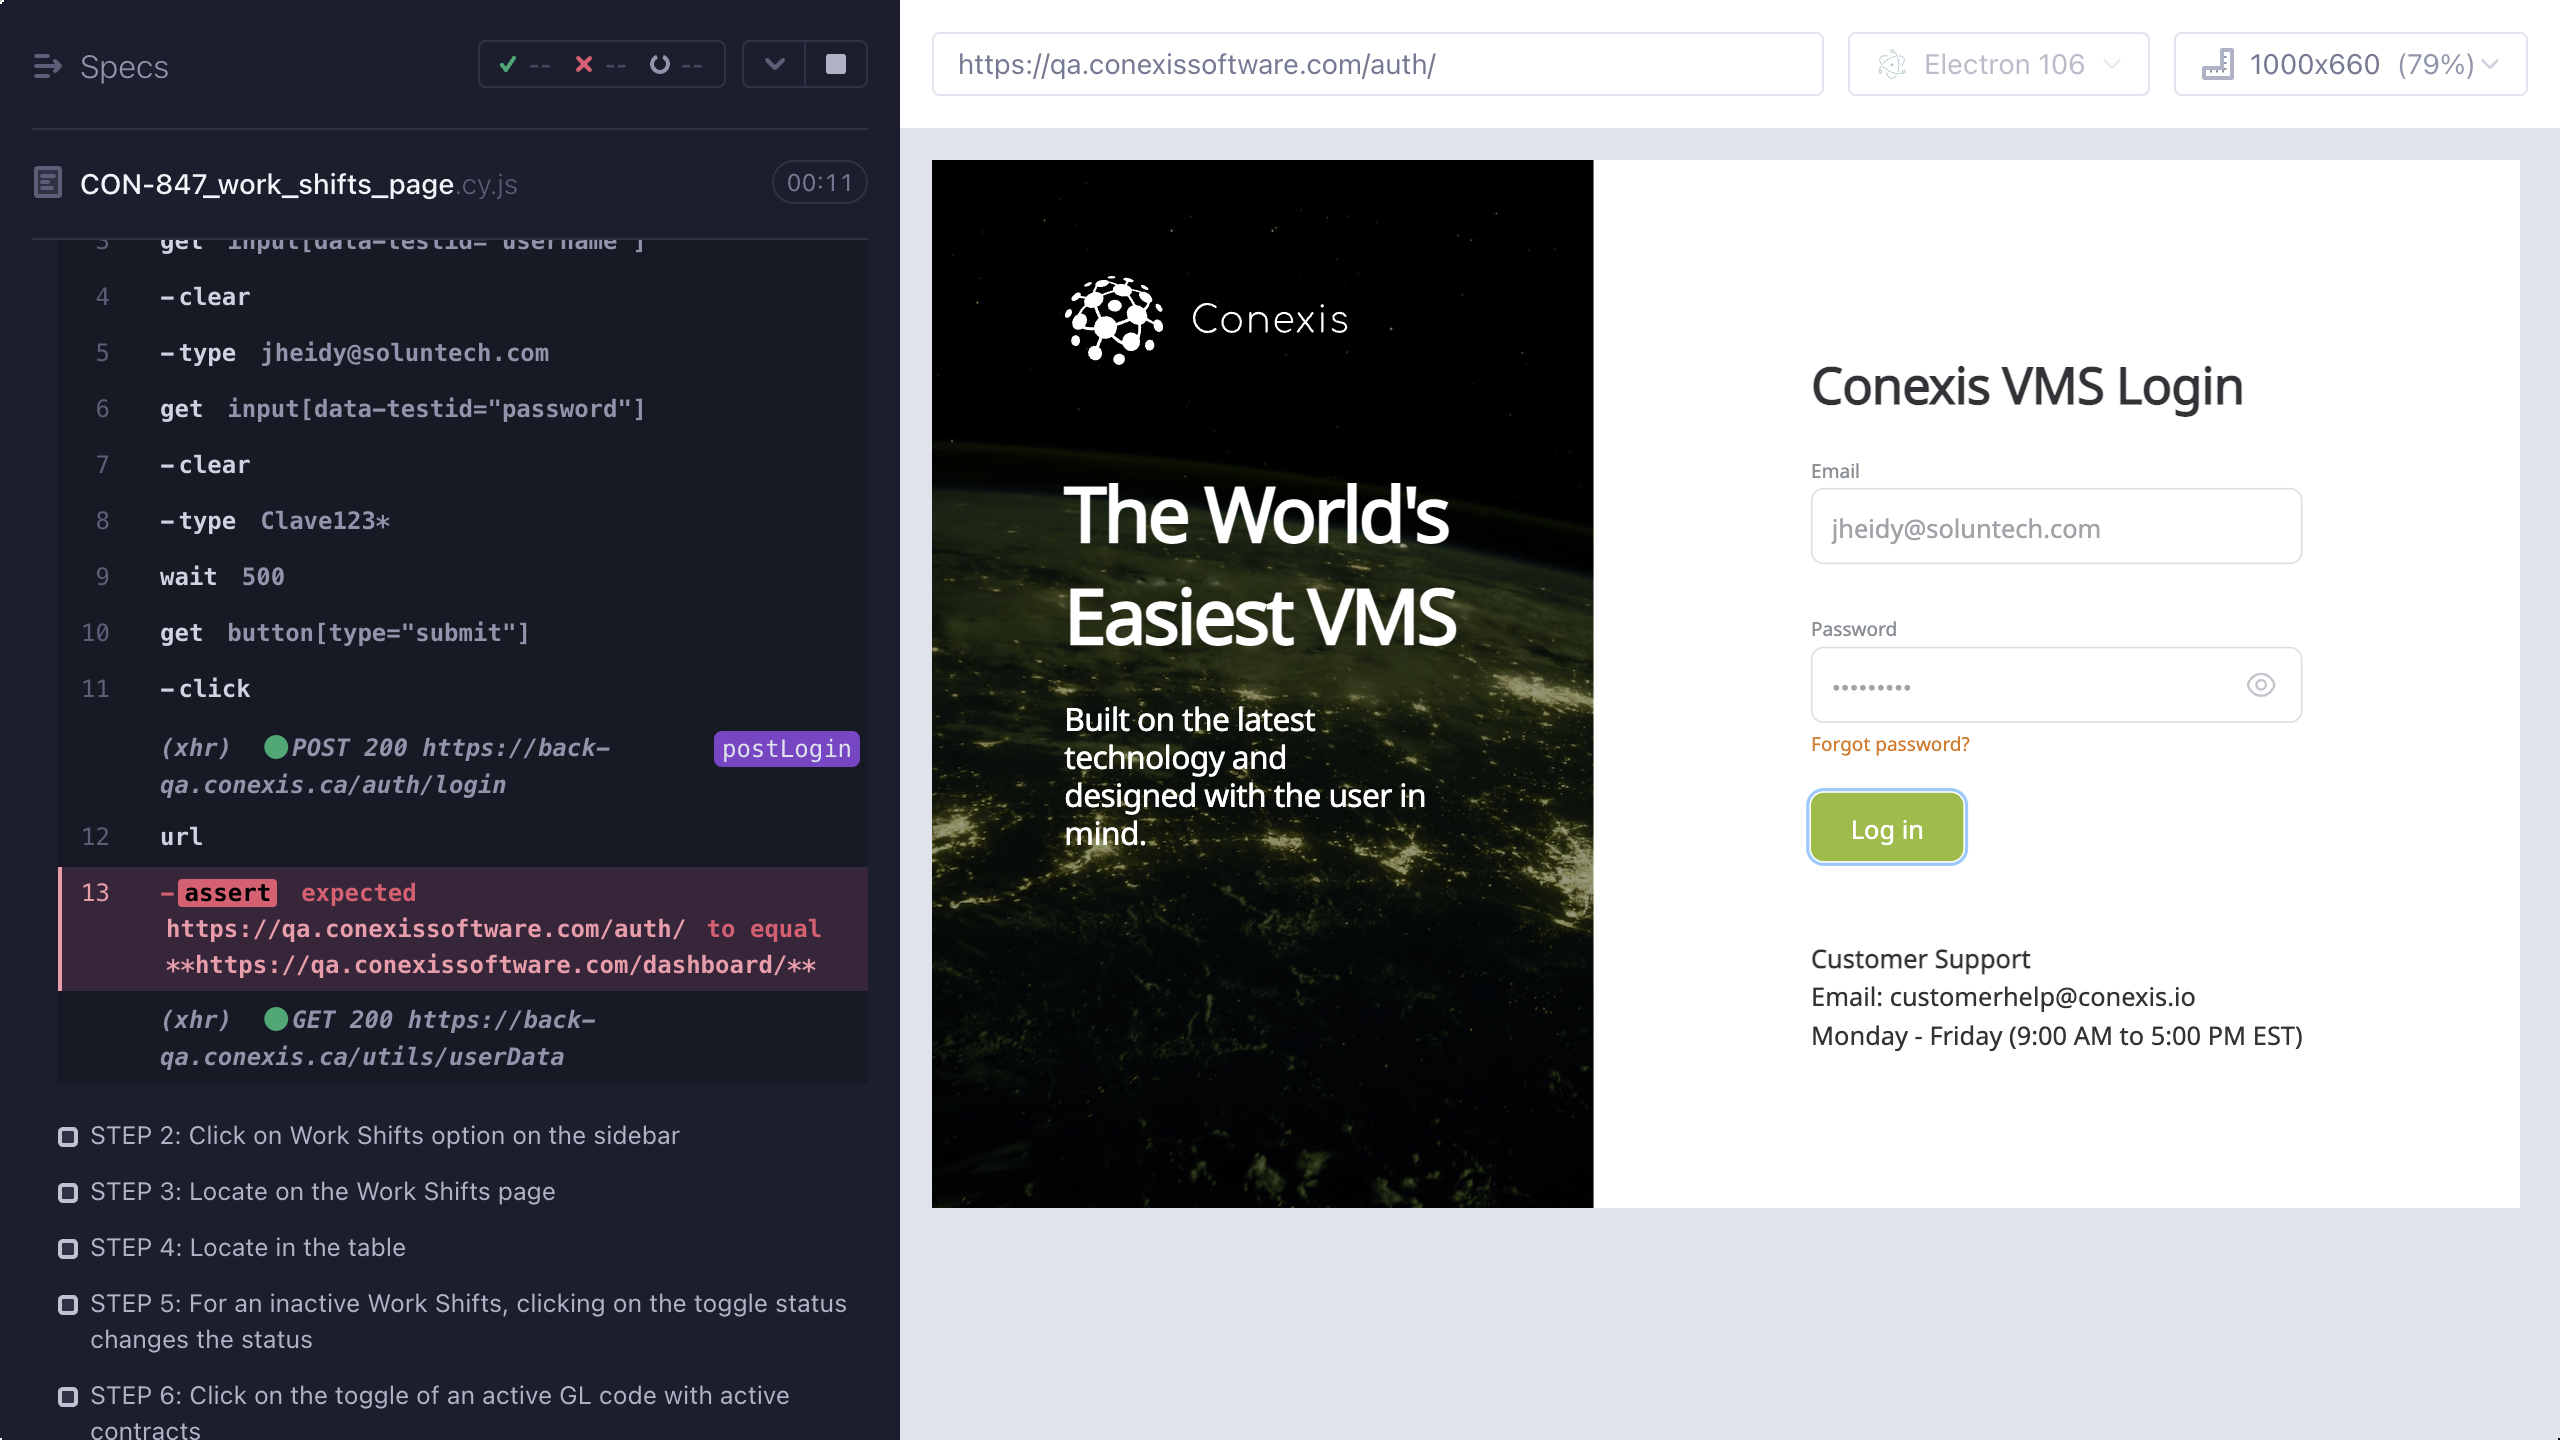 Specs
-- -- --
CON-847_work_shifts_page.cy.js
00:11
3 get input[data-testid="username"]
4 -clear
5 -type jheidy@soluntech.com
6 get input[data-testid="password"]
7 -clear
8 -type Clave123*
9 wait 500
10 get button[type="submit"]
11 -click
(xhr) POST 200 https://back-
qa.conexis.ca/auth/login
postLogin
12 url
13 -assert expected
https://qa.conexissoftware.com/auth/ to equal
**https://qa.conexissoftware.com/dashboard/**
(xhr) GET 200 https://back-
qa.conexis.ca/utils/userData
STEP 2: Click on Work Shifts option on the sidebar
STEP 3: Locate on the Work Shifts page
STEP 4: Locate in the table
STEP 5: For an inactive Work Shifts, clicking on the toggle status
changes the status
STEP 6: Click on the toggle of an active GL code with active
contracts
https://qa.conexissoftware.com/auth/
Electron 106
1000x660 (79%)
Conexis
The World's
Easiest VMS
Built on the latest
technology and
designed with the user in
mind.
Conexis VMS Login
Email
jheidy@soluntech.com
Password
•••••••••
Forgot password?
Log in
Customer Support
Email: customerhelp@conexis.io
Monday - Friday (9:00 AM to 5:00 PM EST)